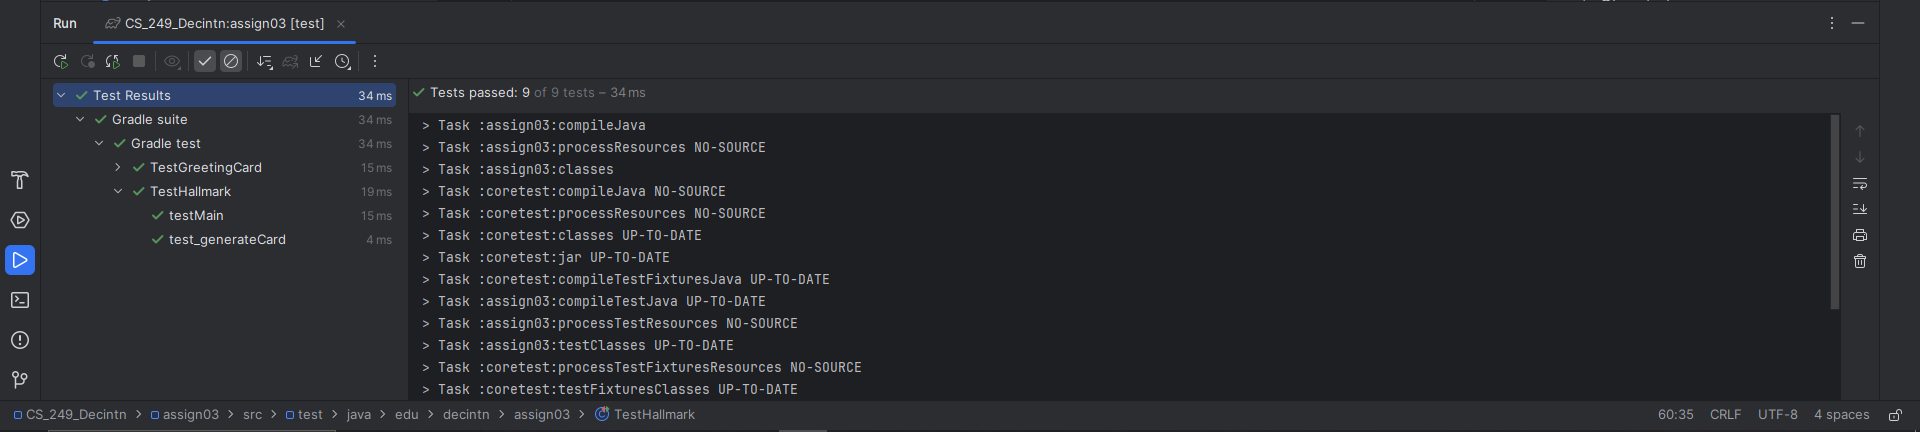 Run CS_249_Decintn:assign03 [test]
Test Results 34 ms
Gradle suite 34 ms
Gradle test 34 ms
TestGreetingCard 15 ms
TestHallmark 19 ms
testMain 15 ms
test_generateCard 4 ms
Tests passed: 9 of 9 tests – 34 ms
> Task :assign03:compileJava
> Task :assign03:processResources NO-SOURCE
> Task :assign03:classes
> Task :coretest:compileJava NO-SOURCE
> Task :coretest:processResources NO-SOURCE
> Task :coretest:classes UP-TO-DATE
> Task :coretest:jar UP-TO-DATE
> Task :coretest:compileTestFixturesJava UP-TO-DATE
> Task :assign03:compileTestJava UP-TO-DATE
> Task :assign03:processTestResources NO-SOURCE
> Task :assign03:testClasses UP-TO-DATE
> Task :coretest:processTestFixturesResources NO-SOURCE
> Task :coretest:testFixturesClasses UP-TO-DATE
CS_249_Decintn > assign03 > src > test > java > edu > decintn > assign03 > TestHallmark 60:35 CRLF UTF-8 4 spaces